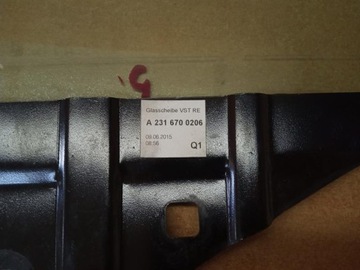 Glasscheibe VST RE
A 231 670 0206
09.06.2015
08:56
Q1